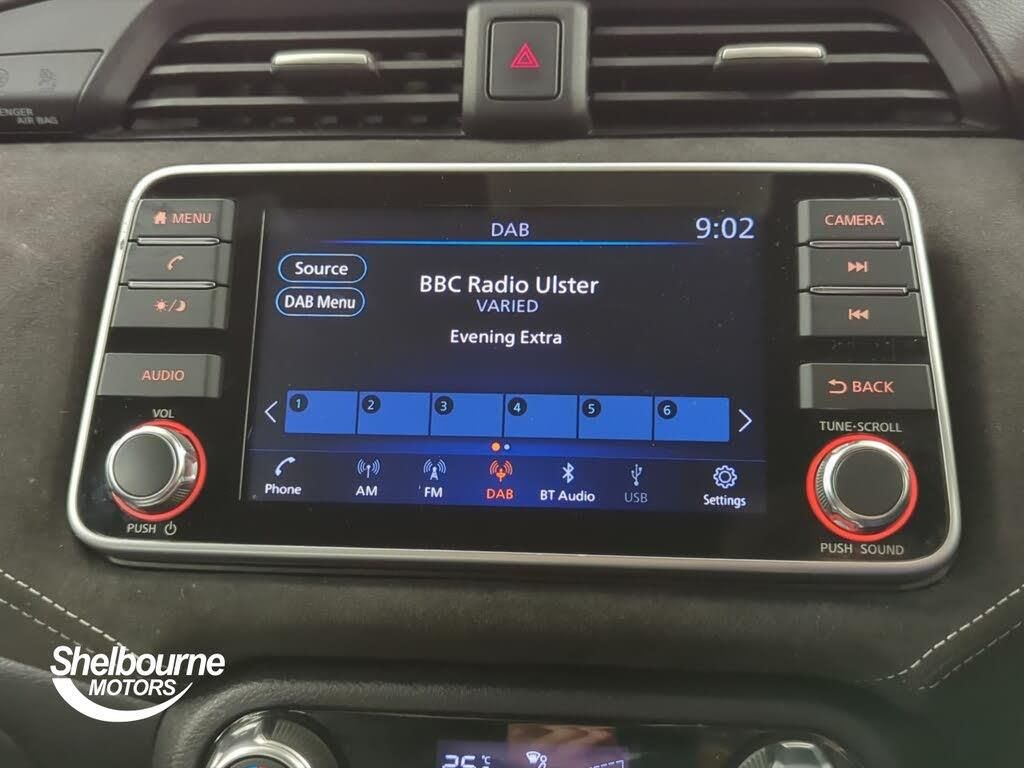 ENGER
AIR BAG
MENU
CAMERA
DAB
9:02
Source
DAB Menu
BBC Radio Ulster
VARIED
Evening Extra
AUDIO
BACK
VOL
TUNE·SCROLL
1 2 3 4 5 6
Phone AM FM DAB BT Audio USB Settings
PUSH
PUSH SOUND
Shelbourne
MOTORS
°C